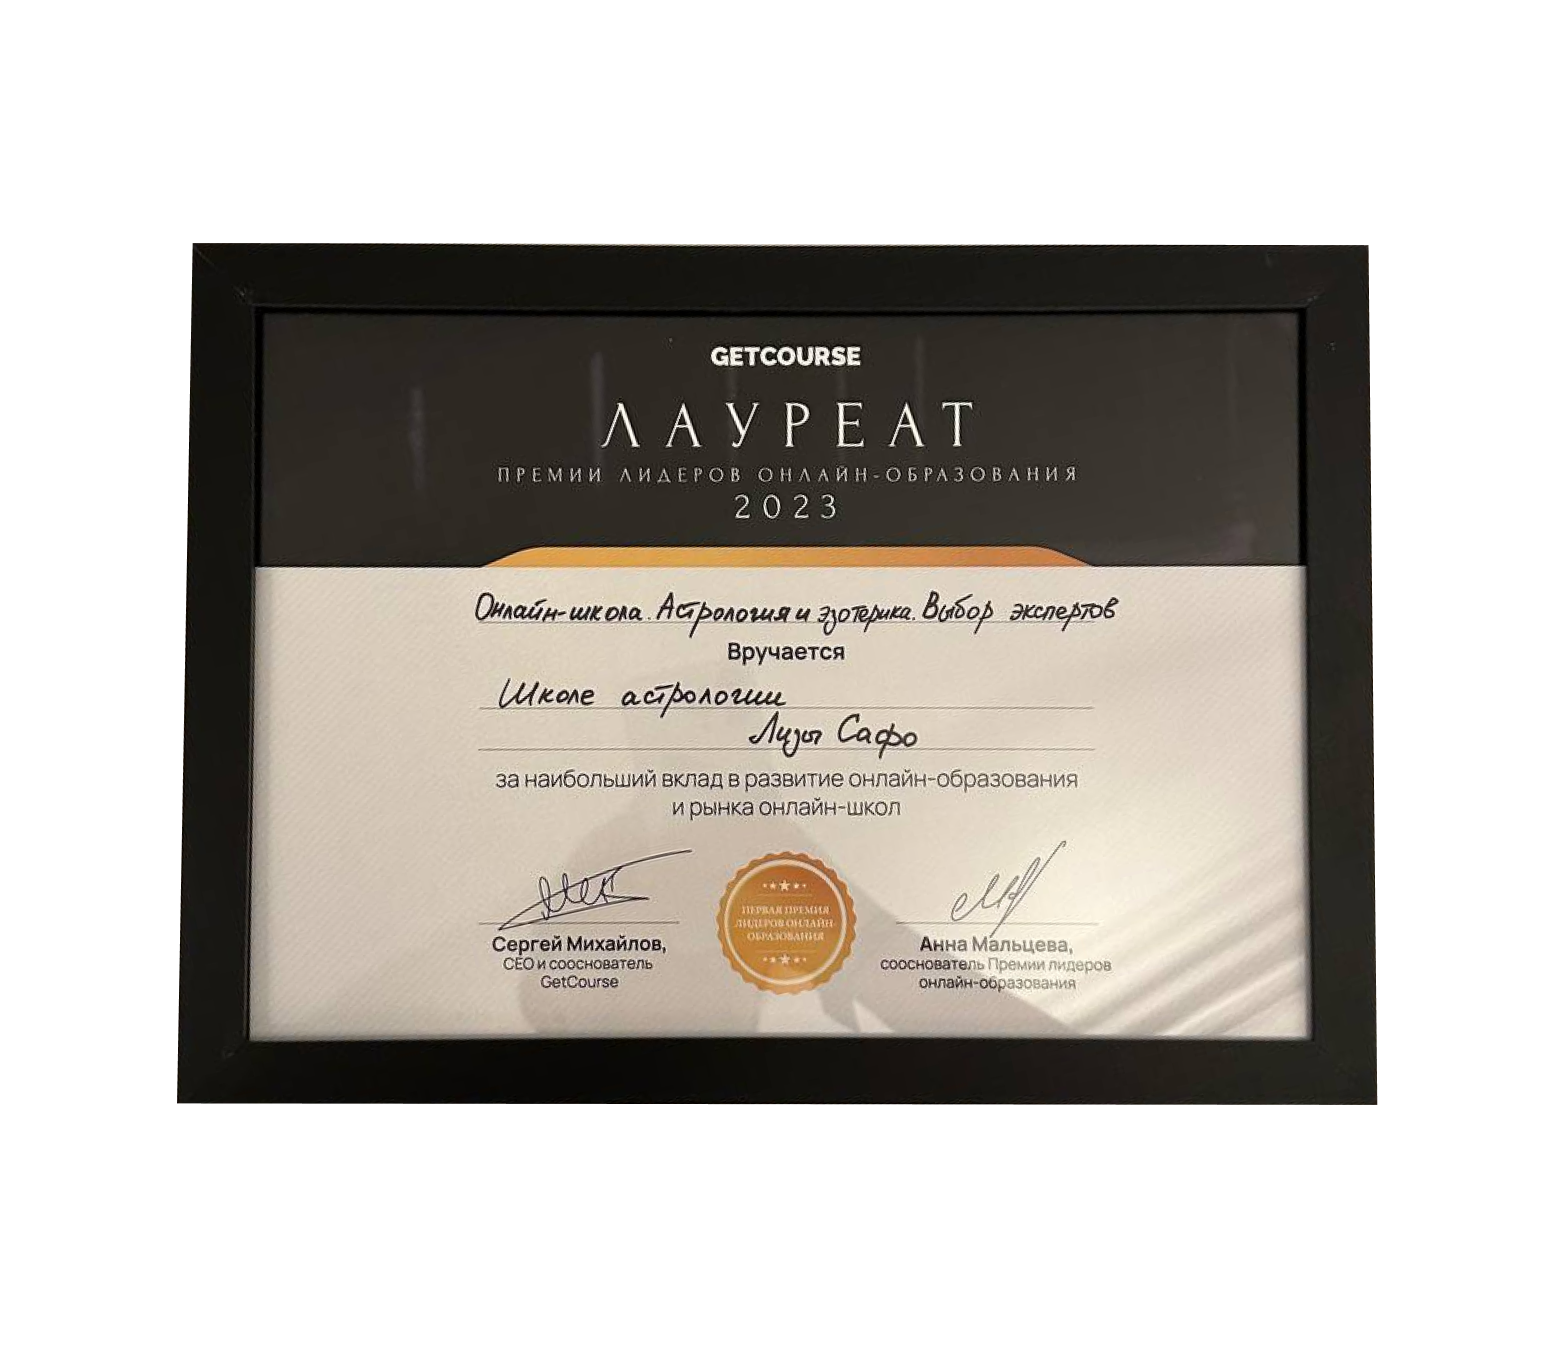 GETCOURSE
ЛАУРЕАТ
ПРЕМИИ ЛИДЕРОВ ОНЛАЙН-ОБРАЗОВАНИЯ
2023
Онлайн-школа. Астрология и эзотерика. Выбор экспертов
Вручается
Школе астрологии
Лизы Сафо
за наибольший вклад в развитие онлайн-образования
и рынка онлайн-школ
Сергей Михайлов,
CEO и сооснователь
GetCourse
ПЕРВАЯ ПРЕМИЯ
ЛИДЕРОВ ОНЛАЙН-
ОБРАЗОВАНИЯ
Анна Мальцева,
сооснователь Премии лидеров
онлайн-образования